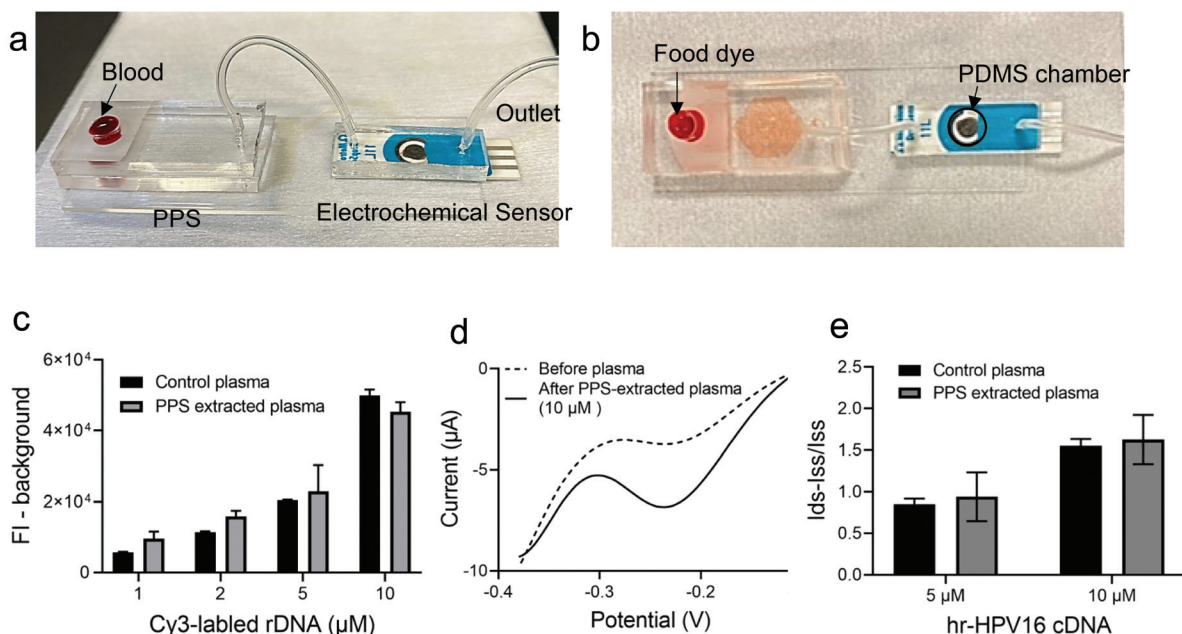 a
Blood
Outlet
PPS
Electrochemical Sensor
11L
b
Food dye
PDMS chamber
11L
c
6×10⁴
4×10⁴
2×10⁴
0
FI - background
Control plasma
PPS extracted plasma
1
2
5
10
Cy3-labled rDNA (µM)
d
0
-5
-10
Current (µA)
Before plasma
After PPS-extracted plasma
(10 µM )
-0.4
-0.3
-0.2
Potential (V)
e
2.5
2.0
1.5
1.0
0.5
0.0
Ids-Iss/Iss
Control plasma
PPS extracted plasma
5 µM
10 µM
hr-HPV16 cDNA